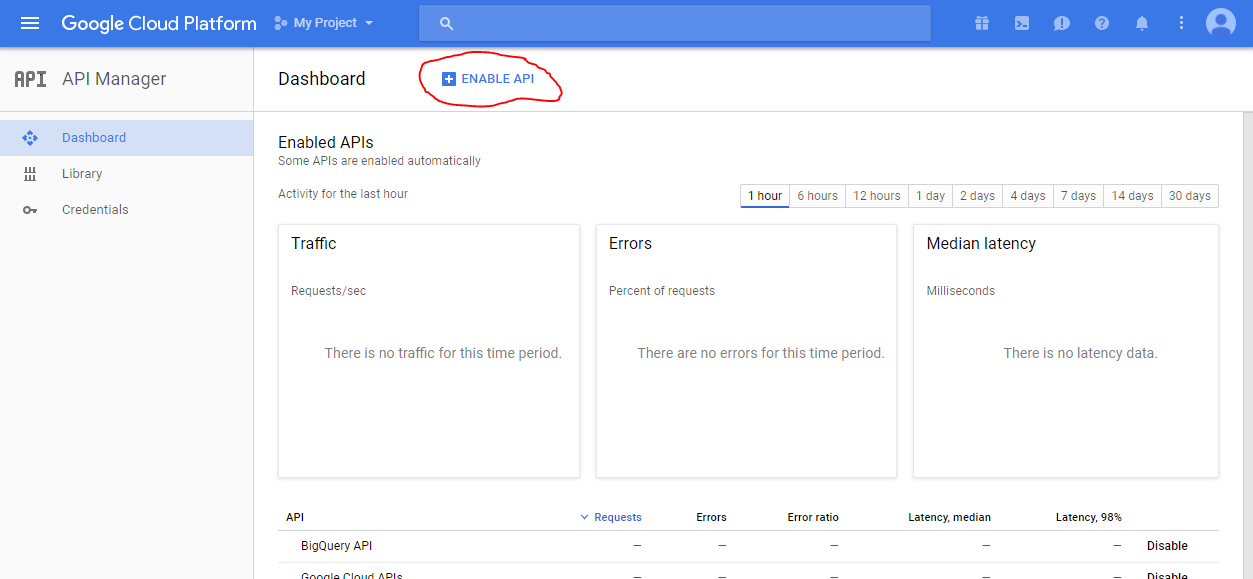 Google Cloud Platform My Project
API API Manager
Dashboard ENABLE API
Dashboard
Library
Credentials
Enabled APIs
Some APIs are enabled automatically
Activity for the last hour
1 hour 6 hours 12 hours 1 day 2 days 4 days 7 days 14 days 30 days
Traffic
Requests/sec
There is no traffic for this time period.
Errors
Percent of requests
There are no errors for this time period.
Median latency
Milliseconds
There is no latency data.
API Requests Errors Error ratio Latency, median Latency, 98%
BigQuery API — — — — — Disable
Google Cloud APIs — — — — — Disable